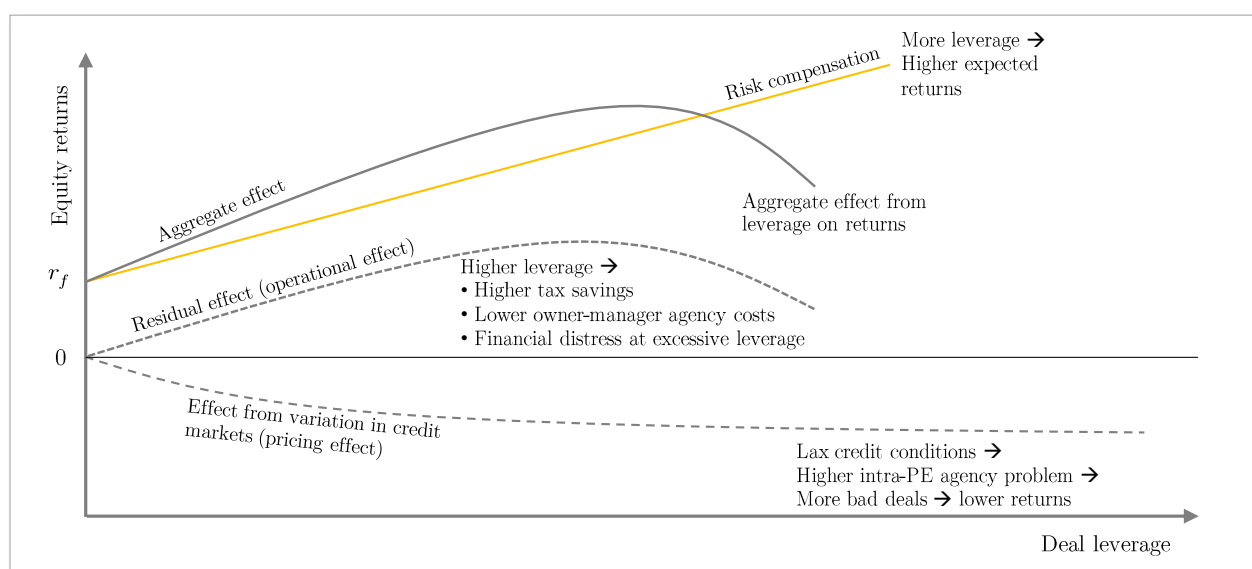 More leverage →
Higher expected
returns
Risk compensation
Equity returns
Aggregate effect
Aggregate effect from
leverage on returns
r_f
Residual effect (operational effect)
Higher leverage →
• Higher tax savings
• Lower owner-manager agency costs
• Financial distress at excessive leverage
0
Effect from variation in credit
markets (pricing effect)
Lax credit conditions →
Higher intra-PE agency problem →
More bad deals → lower returns
Deal leverage